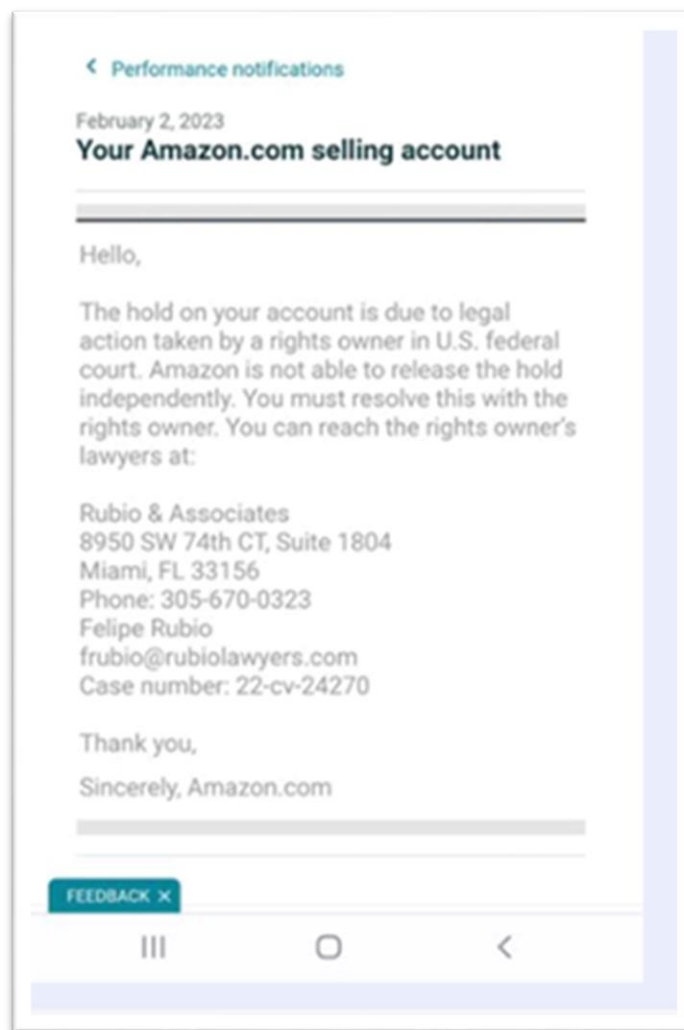 Performance notifications
February 2, 2023
Your Amazon.com selling account
Hello,
The hold on your account is due to legal
action taken by a rights owner in U.S. federal
court. Amazon is not able to release the hold
independently. You must resolve this with the
rights owner. You can reach the rights owner's
lawyers at:
Rubio & Associates
8950 SW 74th CT, Suite 1804
Miami, FL 33156
Phone: 305-670-0323
Felipe Rubio
frubio@rubiolawyers.com
Case number: 22-cv-24270
Thank you,
Sincerely, Amazon.com
FEEDBACK ×